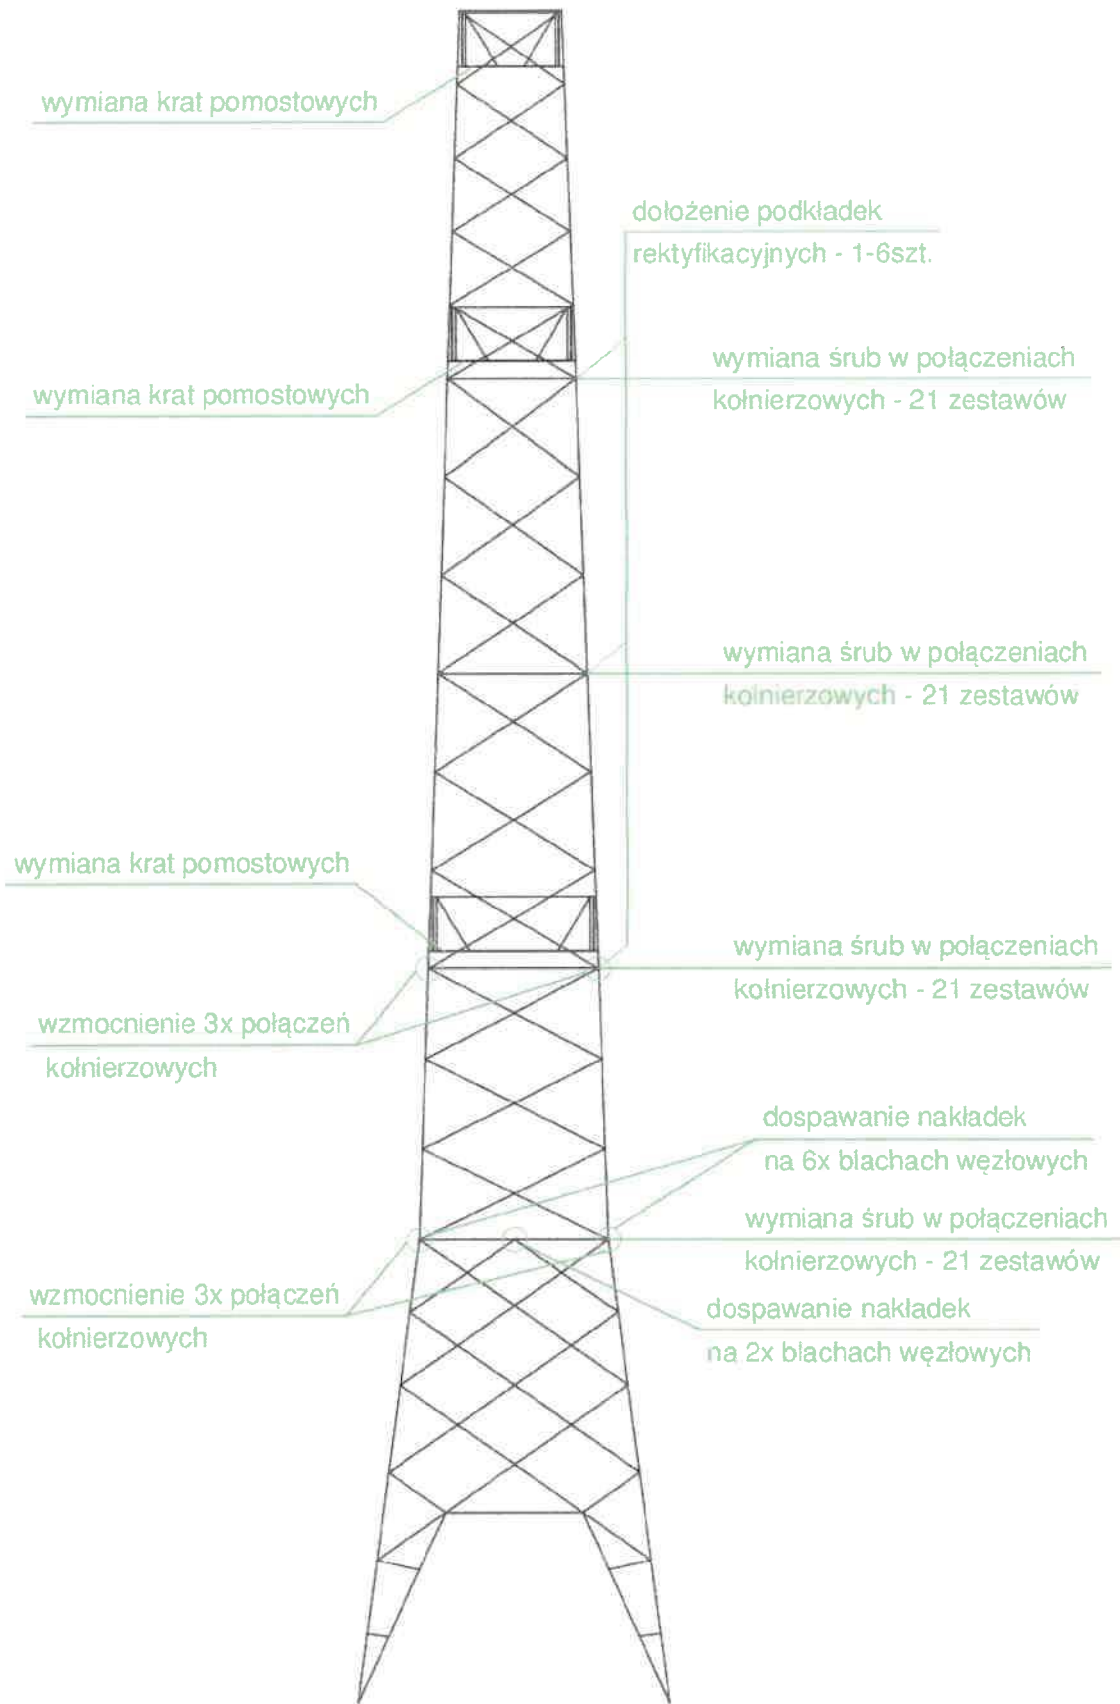 wymiana krat pomostowych
dołożenie podkładek
rektyfikacyjnych - 1-6szt.
wymiana śrub w połączeniach
kołnierzowych - 21 zestawów
wymiana krat pomostowych
wymiana śrub w połączeniach
kołnierzowych - 21 zestawów
wymiana krat pomostowych
wymiana śrub w połączeniach
kołnierzowych - 21 zestawów
wzmocnienie 3x połączeń
kołnierzowych
dospawanie nakładek
na 6x blachach węzłowych
wymiana śrub w połączeniach
kołnierzowych - 21 zestawów
wzmocnienie 3x połączeń
kołnierzowych
dospawanie nakładek
na 2x blachach węzłowych